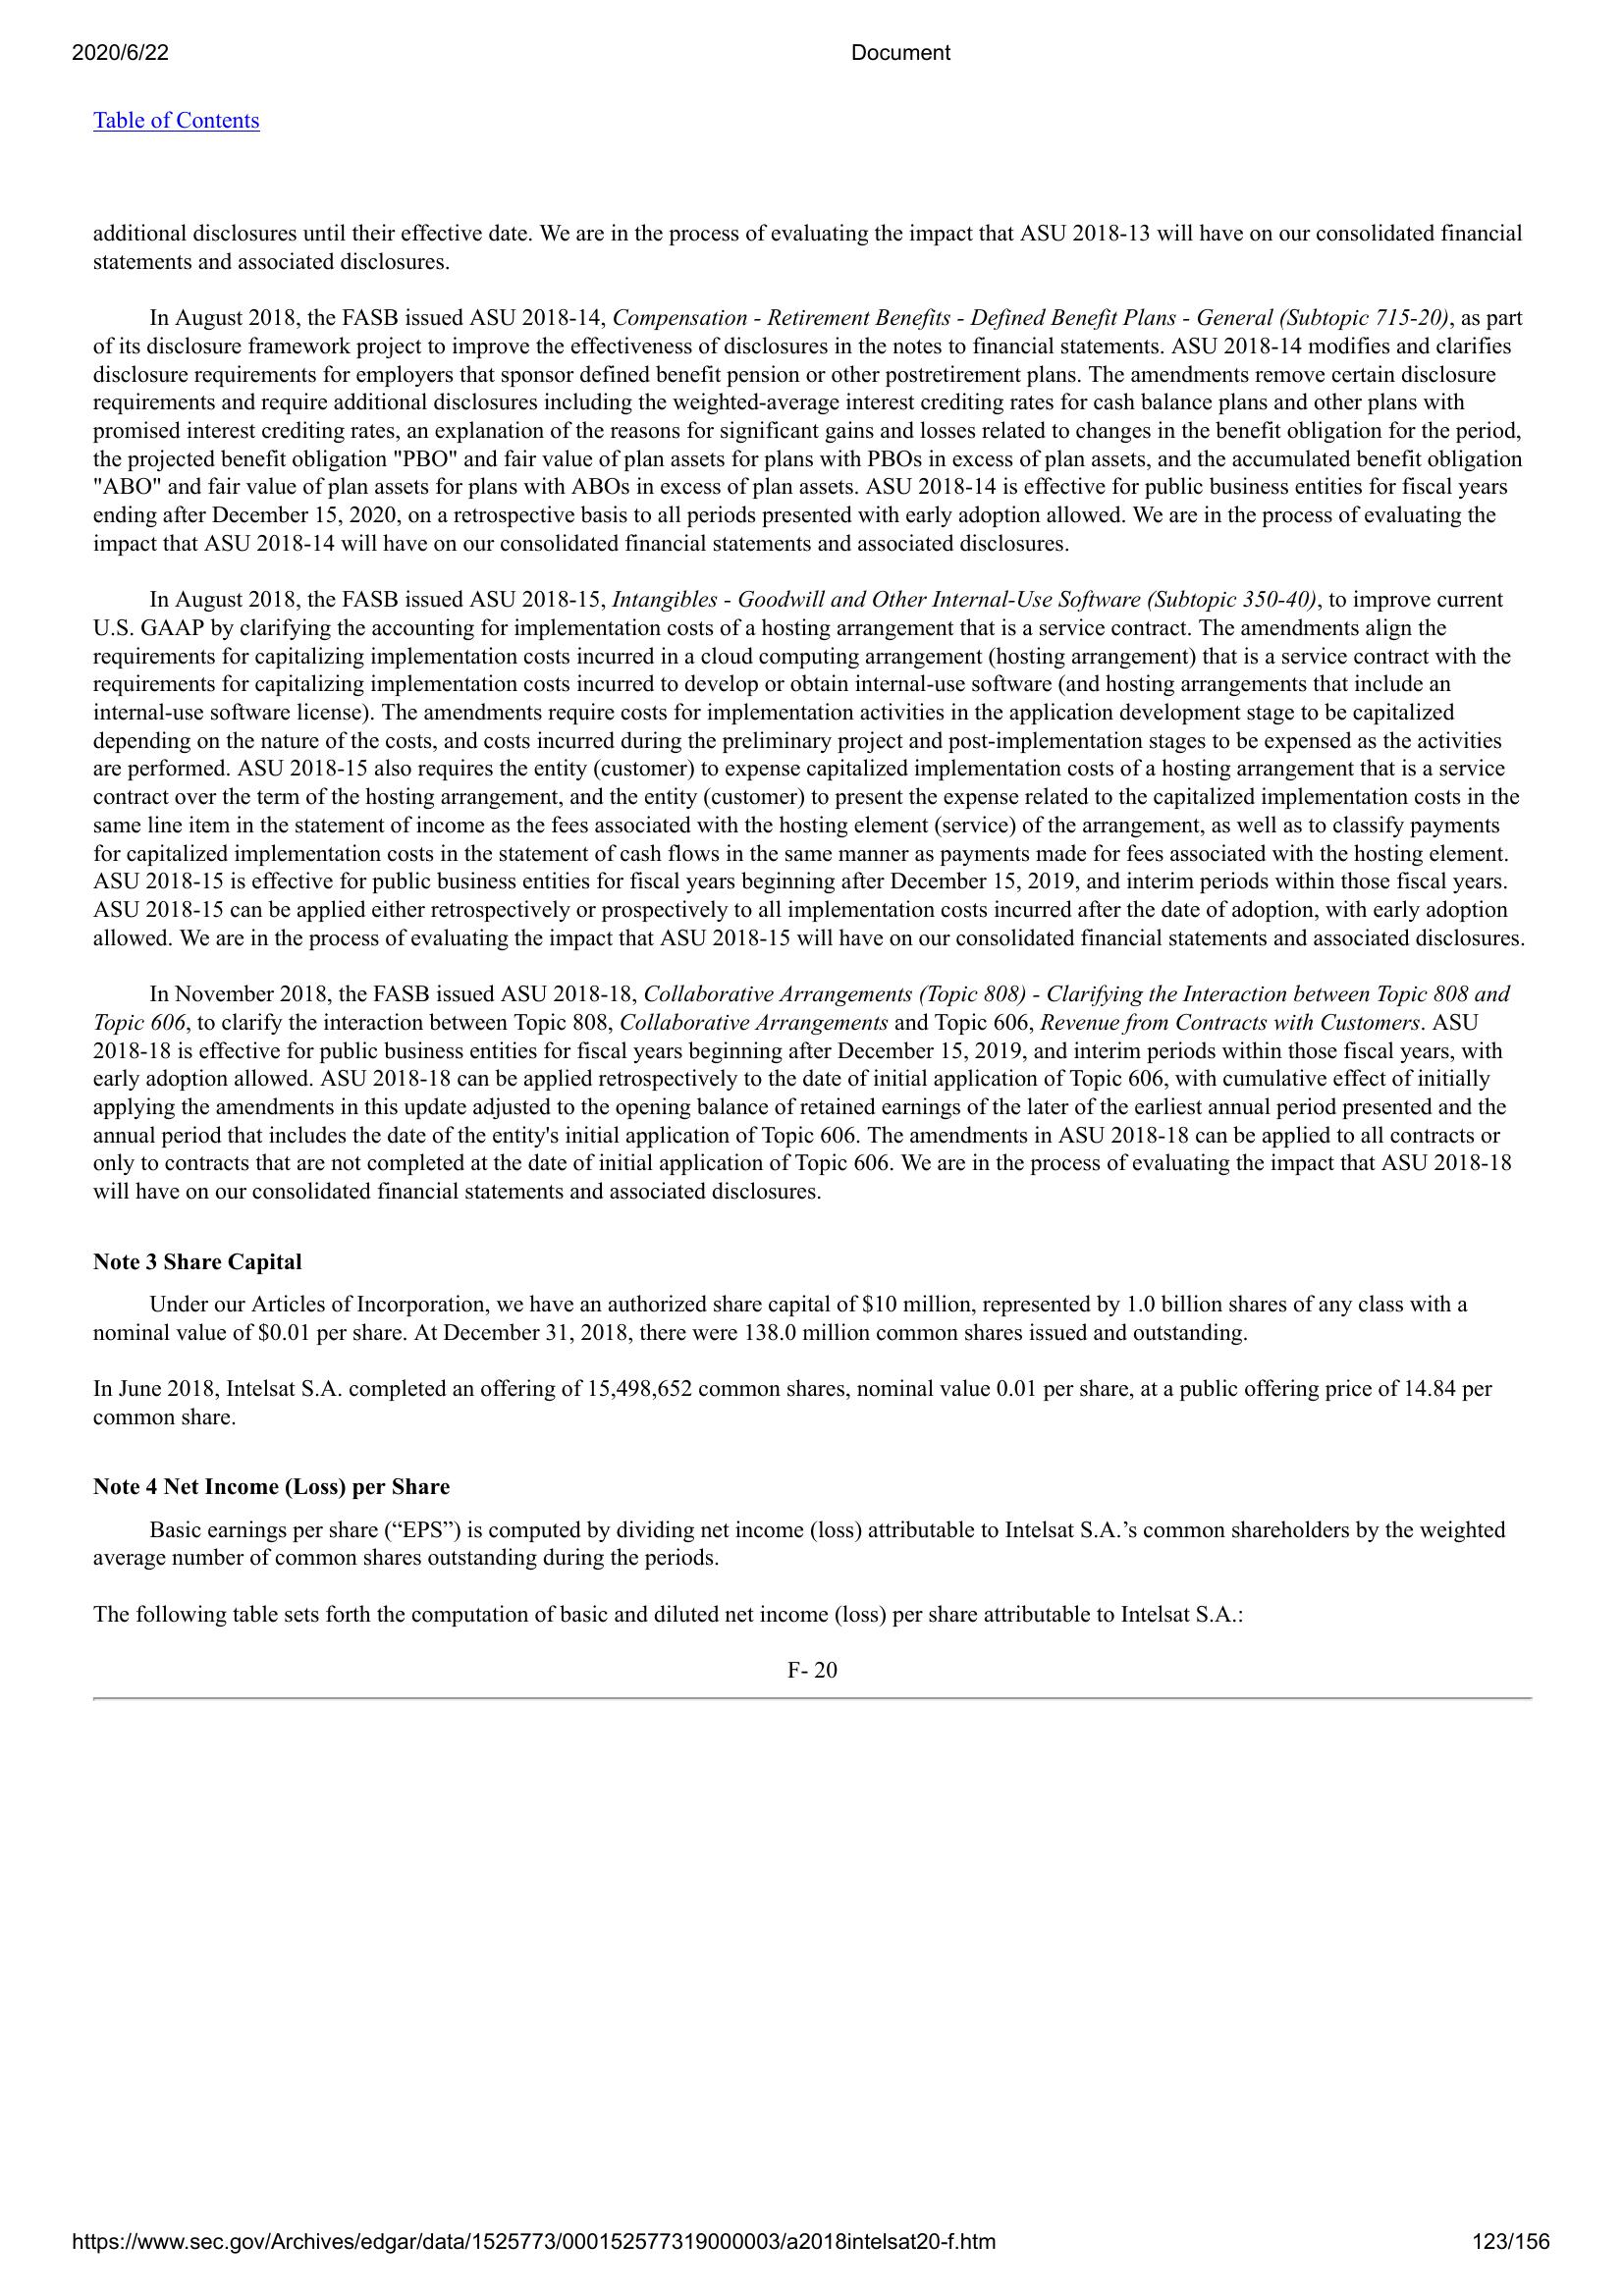 2020/6/22 Document
Table of Contents
additional disclosures until their effective date. We are in the process of evaluating the impact that ASU 2018-13 will have on our consolidated financial
statements and associated disclosures.
In August 2018, the FASB issued ASU 2018-14, Compensation - Retirement Benefits - Defined Benefit Plans - General (Subtopic 715-20), as part
of its disclosure framework project to improve the effectiveness of disclosures in the notes to financial statements. ASU 2018-14 modifies and clarifies
disclosure requirements for employers that sponsor defined benefit pension or other postretirement plans. The amendments remove certain disclosure
requirements and require additional disclosures including the weighted-average interest crediting rates for cash balance plans and other plans with
promised interest crediting rates, an explanation of the reasons for significant gains and losses related to changes in the benefit obligation for the period,
the projected benefit obligation "PBO" and fair value of plan assets for plans with PBOs in excess of plan assets, and the accumulated benefit obligation
"ABO" and fair value of plan assets for plans with ABOs in excess of plan assets. ASU 2018-14 is effective for public business entities for fiscal years
ending after December 15, 2020, on a retrospective basis to all periods presented with early adoption allowed. We are in the process of evaluating the
impact that ASU 2018-14 will have on our consolidated financial statements and associated disclosures.
In August 2018, the FASB issued ASU 2018-15, Intangibles - Goodwill and Other Internal-Use Software (Subtopic 350-40), to improve current
U.S. GAAP by clarifying the accounting for implementation costs of a hosting arrangement that is a service contract. The amendments align the
requirements for capitalizing implementation costs incurred in a cloud computing arrangement (hosting arrangement) that is a service contract with the
requirements for capitalizing implementation costs incurred to develop or obtain internal-use software (and hosting arrangements that include an
internal-use software license). The amendments require costs for implementation activities in the application development stage to be capitalized
depending on the nature of the costs, and costs incurred during the preliminary project and post-implementation stages to be expensed as the activities
are performed. ASU 2018-15 also requires the entity (customer) to expense capitalized implementation costs of a hosting arrangement that is a service
contract over the term of the hosting arrangement, and the entity (customer) to present the expense related to the capitalized implementation costs in the
same line item in the statement of income as the fees associated with the hosting element (service) of the arrangement, as well as to classify payments
for capitalized implementation costs in the statement of cash flows in the same manner as payments made for fees associated with the hosting element.
ASU 2018-15 is effective for public business entities for fiscal years beginning after December 15, 2019, and interim periods within those fiscal years.
ASU 2018-15 can be applied either retrospectively or prospectively to all implementation costs incurred after the date of adoption, with early adoption
allowed. We are in the process of evaluating the impact that ASU 2018-15 will have on our consolidated financial statements and associated disclosures.
In November 2018, the FASB issued ASU 2018-18, Collaborative Arrangements (Topic 808) - Clarifying the Interaction between Topic 808 and
Topic 606, to clarify the interaction between Topic 808, Collaborative Arrangements and Topic 606, Revenue from Contracts with Customers. ASU
2018-18 is effective for public business entities for fiscal years beginning after December 15, 2019, and interim periods within those fiscal years, with
early adoption allowed. ASU 2018-18 can be applied retrospectively to the date of initial application of Topic 606, with cumulative effect of initially
applying the amendments in this update adjusted to the opening balance of retained earnings of the later of the earliest annual period presented and the
annual period that includes the date of the entity's initial application of Topic 606. The amendments in ASU 2018-18 can be applied to all contracts or
only to contracts that are not completed at the date of initial application of Topic 606. We are in the process of evaluating the impact that ASU 2018-18
will have on our consolidated financial statements and associated disclosures.
Note 3 Share Capital
Under our Articles of Incorporation, we have an authorized share capital of $10 million, represented by 1.0 billion shares of any class with a
nominal value of $0.01 per share. At December 31, 2018, there were 138.0 million common shares issued and outstanding.
In June 2018, Intelsat S.A. completed an offering of 15,498,652 common shares, nominal value 0.01 per share, at a public offering price of 14.84 per
common share.
Note 4 Net Income (Loss) per Share
Basic earnings per share (“EPS”) is computed by dividing net income (loss) attributable to Intelsat S.A.’s common shareholders by the weighted
average number of common shares outstanding during the periods.
The following table sets forth the computation of basic and diluted net income (loss) per share attributable to Intelsat S.A.:
F- 20
https://www.sec.gov/Archives/edgar/data/1525773/000152577319000003/a2018intelsat20-f.htm 123/156